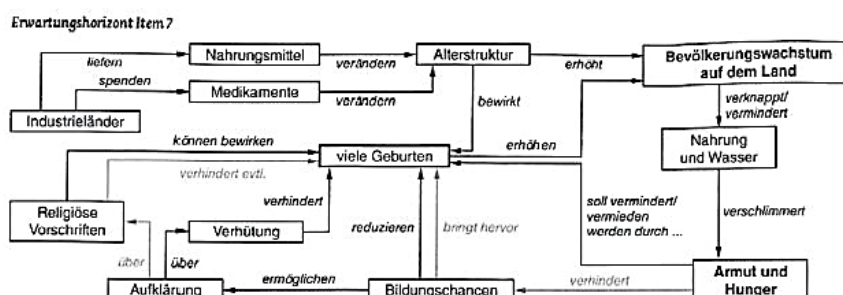 Erwartungshorizont Item 7
Nahrungsmittel
Alterstruktur
Bevölkerungswachstum
auf dem Land
liefern
verändern
erhöht
spenden
Medikamente
verändern
bewirkt
verknappt/
vermindert
Industrieländer
können bewirken
viele Geburten
erhöhen
Nahrung
und Wasser
verhindert evtl.
Religiöse
Vorschriften
Verhütung
verhindert
reduzieren
bringt hervor
soll vermindert/
vermieden
werden durch ...
verschlimmert
über
über
Aufklärung
ermöglichen
Bildungschancen
verhindert
Armut und
Hunger